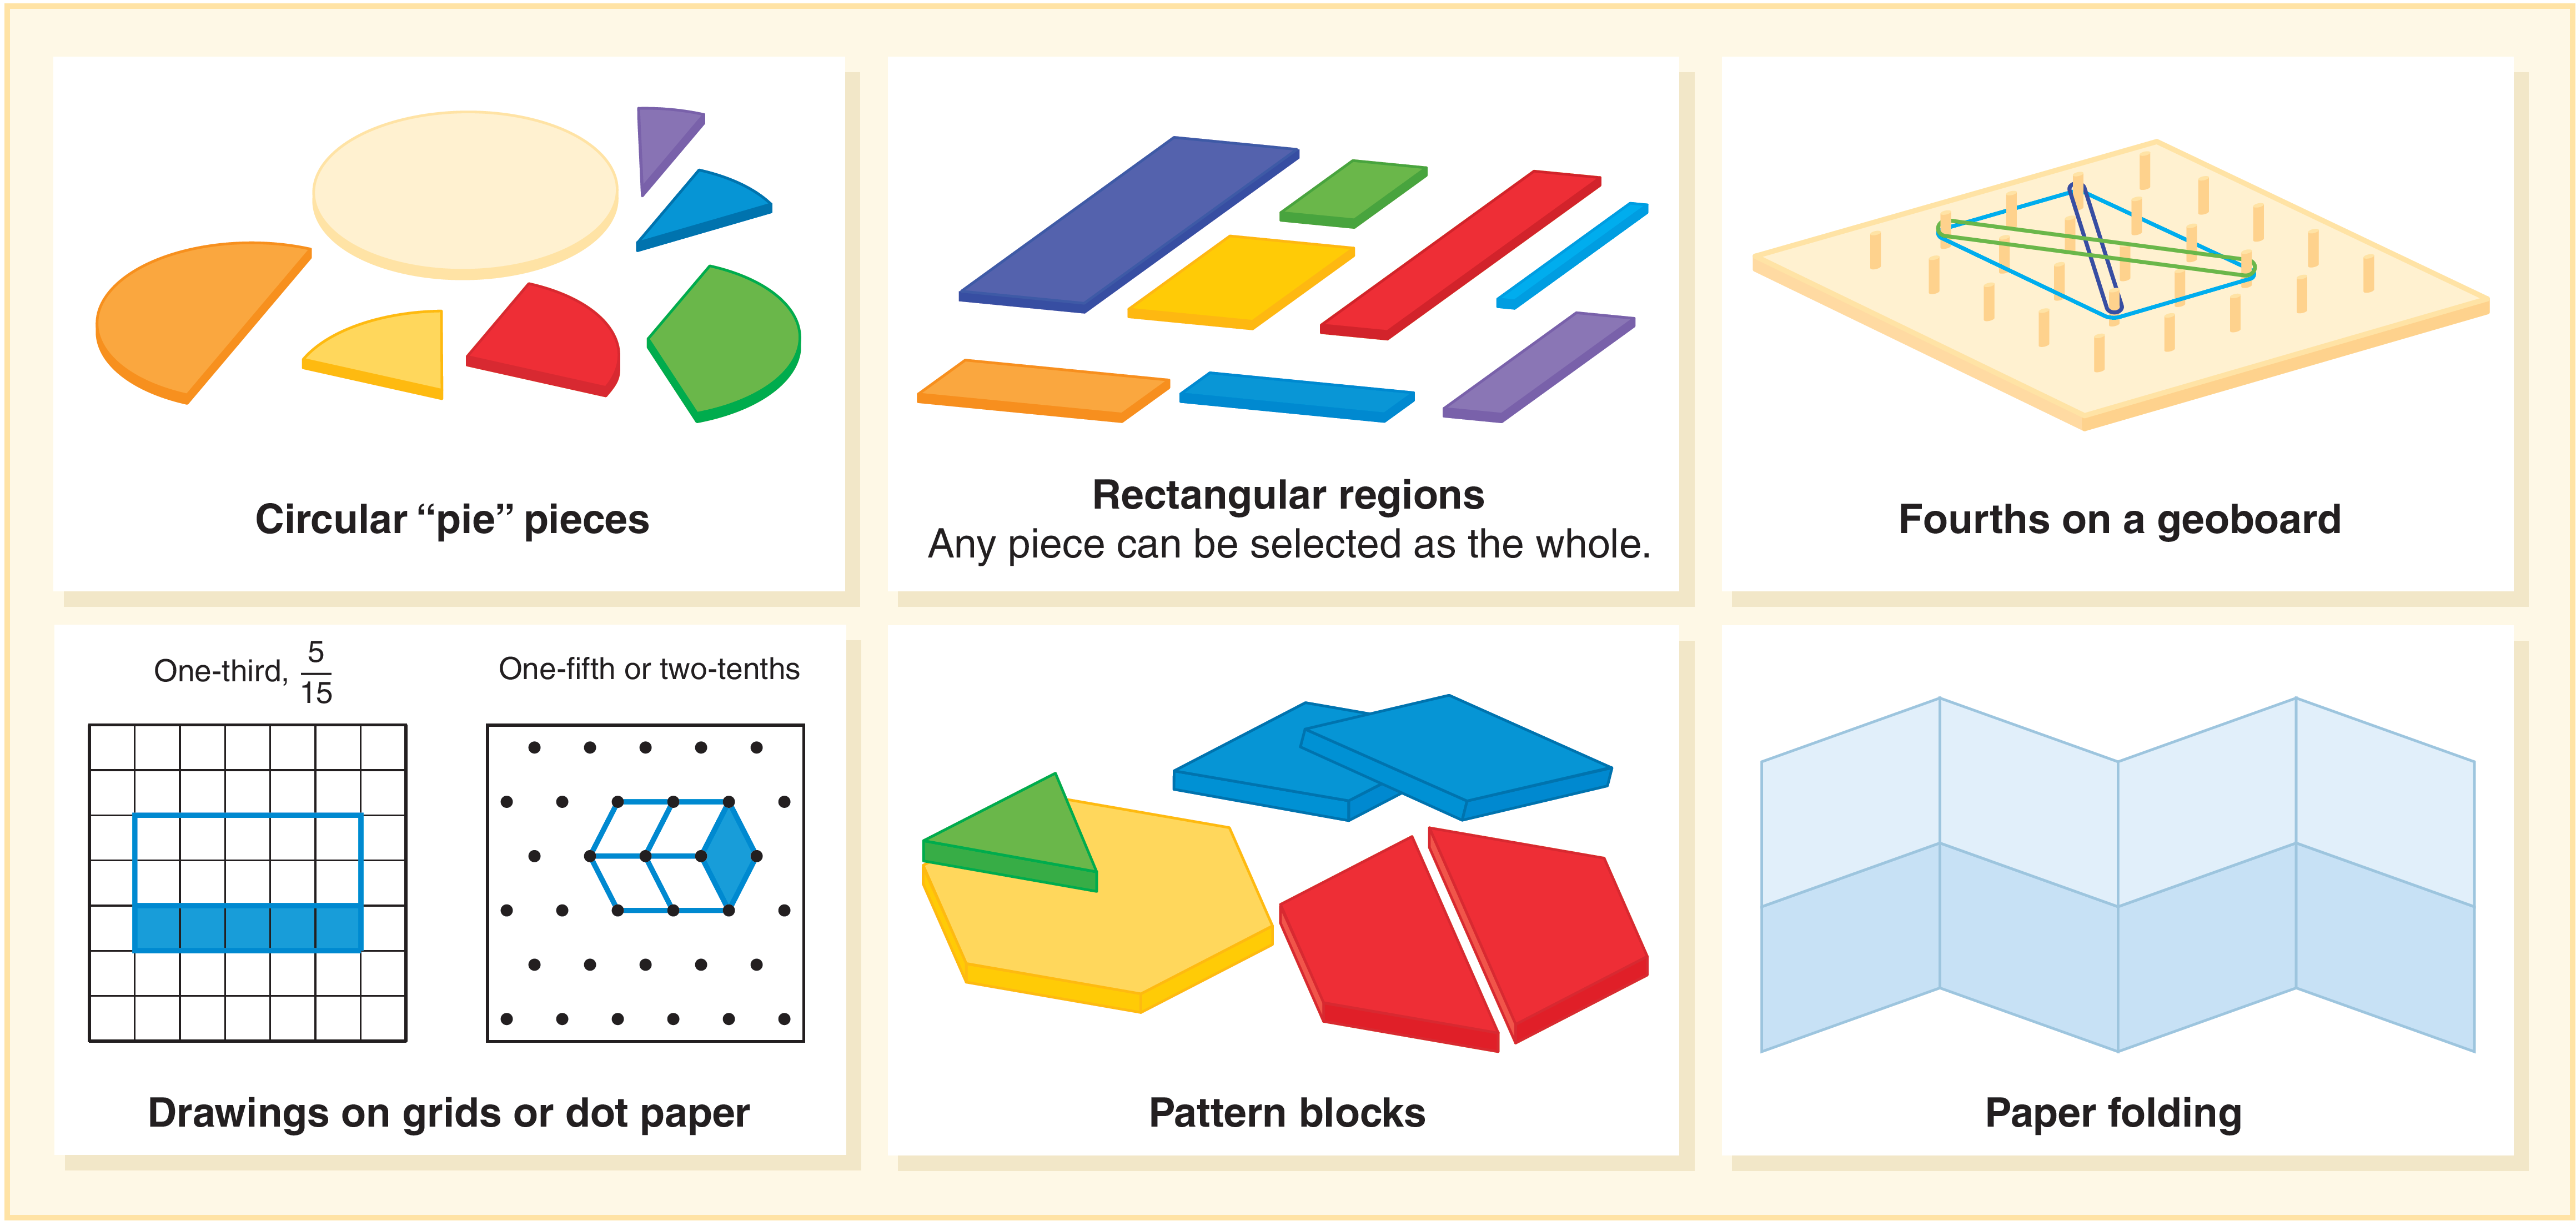 Circular “pie” pieces
Rectangular regions
Any piece can be selected as the whole.
Fourths on a geoboard
One-third, 5/15
One-fifth or two-tenths
Drawings on grids or dot paper
Pattern blocks
Paper folding